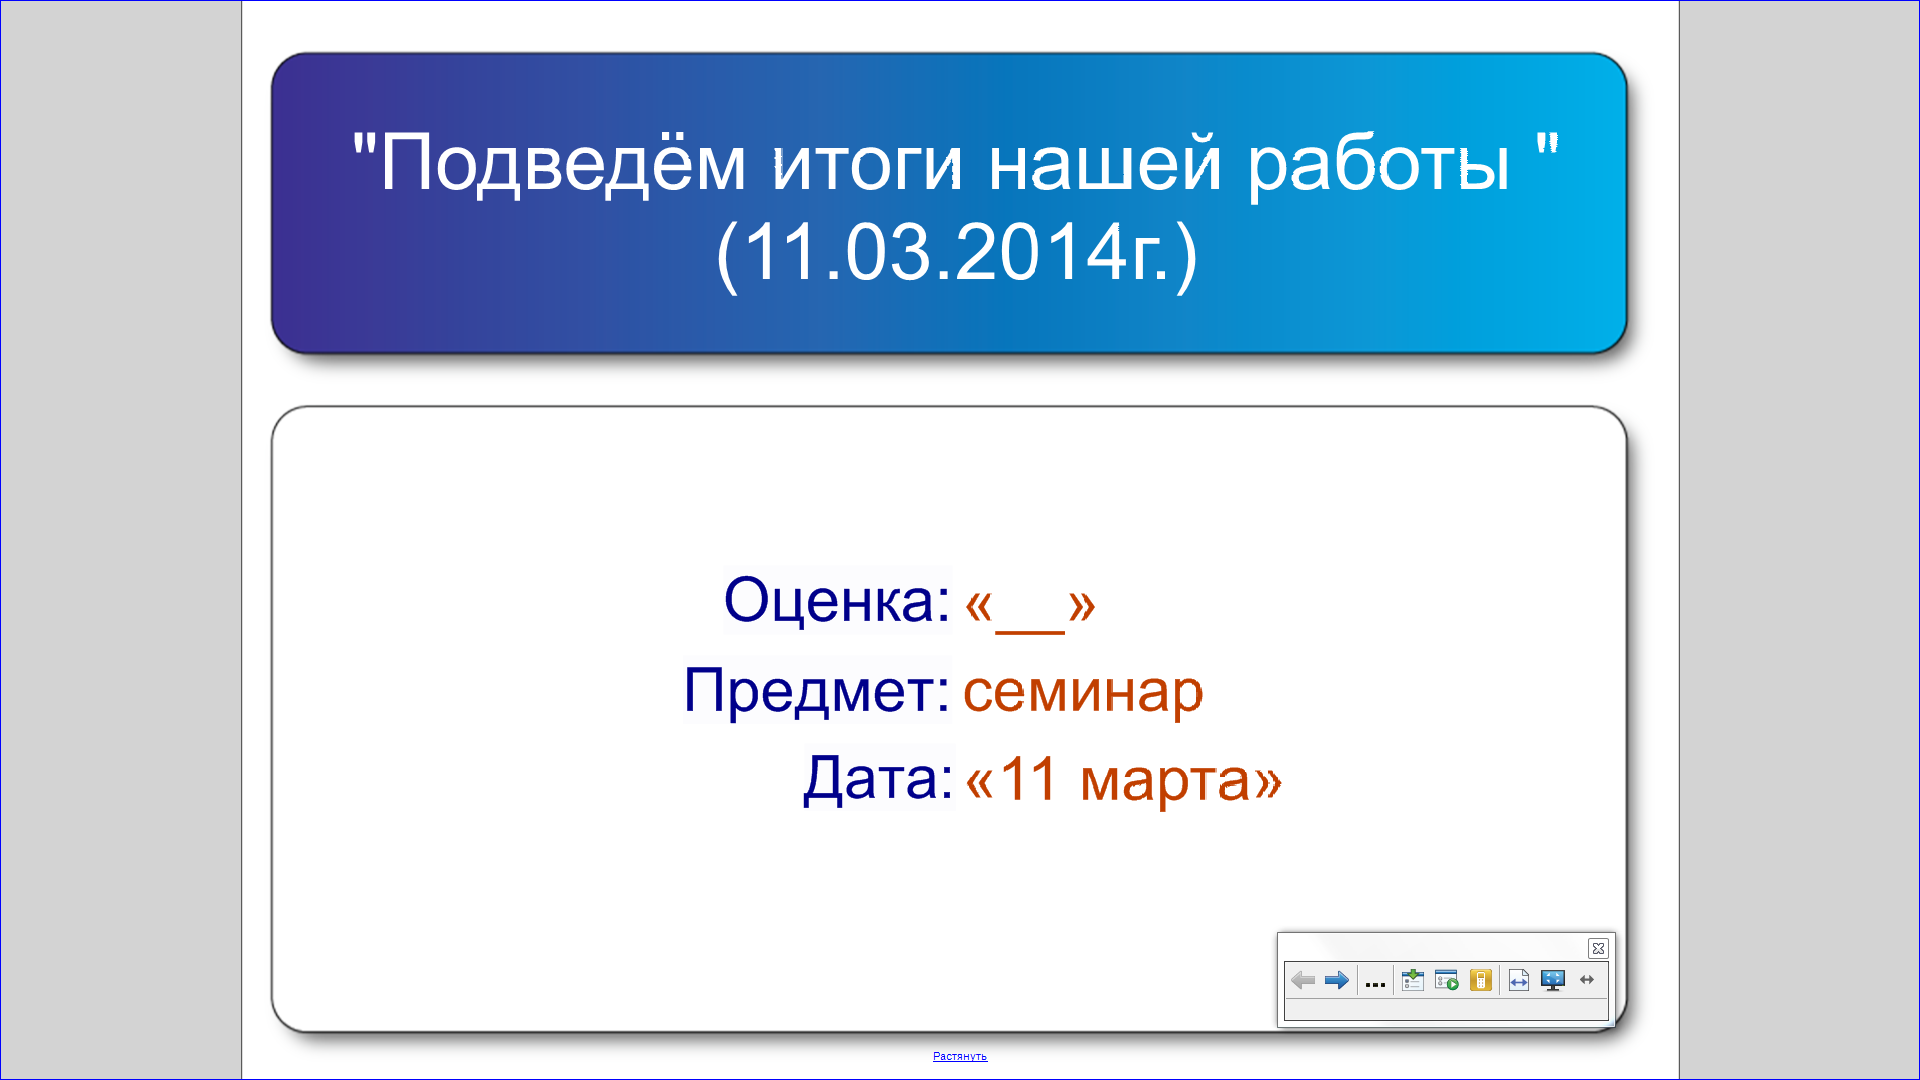 "Подведём итоги нашей работы "
(11.03.2014г.)
Оценка: «__»
Предмет: семинар
Дата: «11 марта»
...
Растянуть